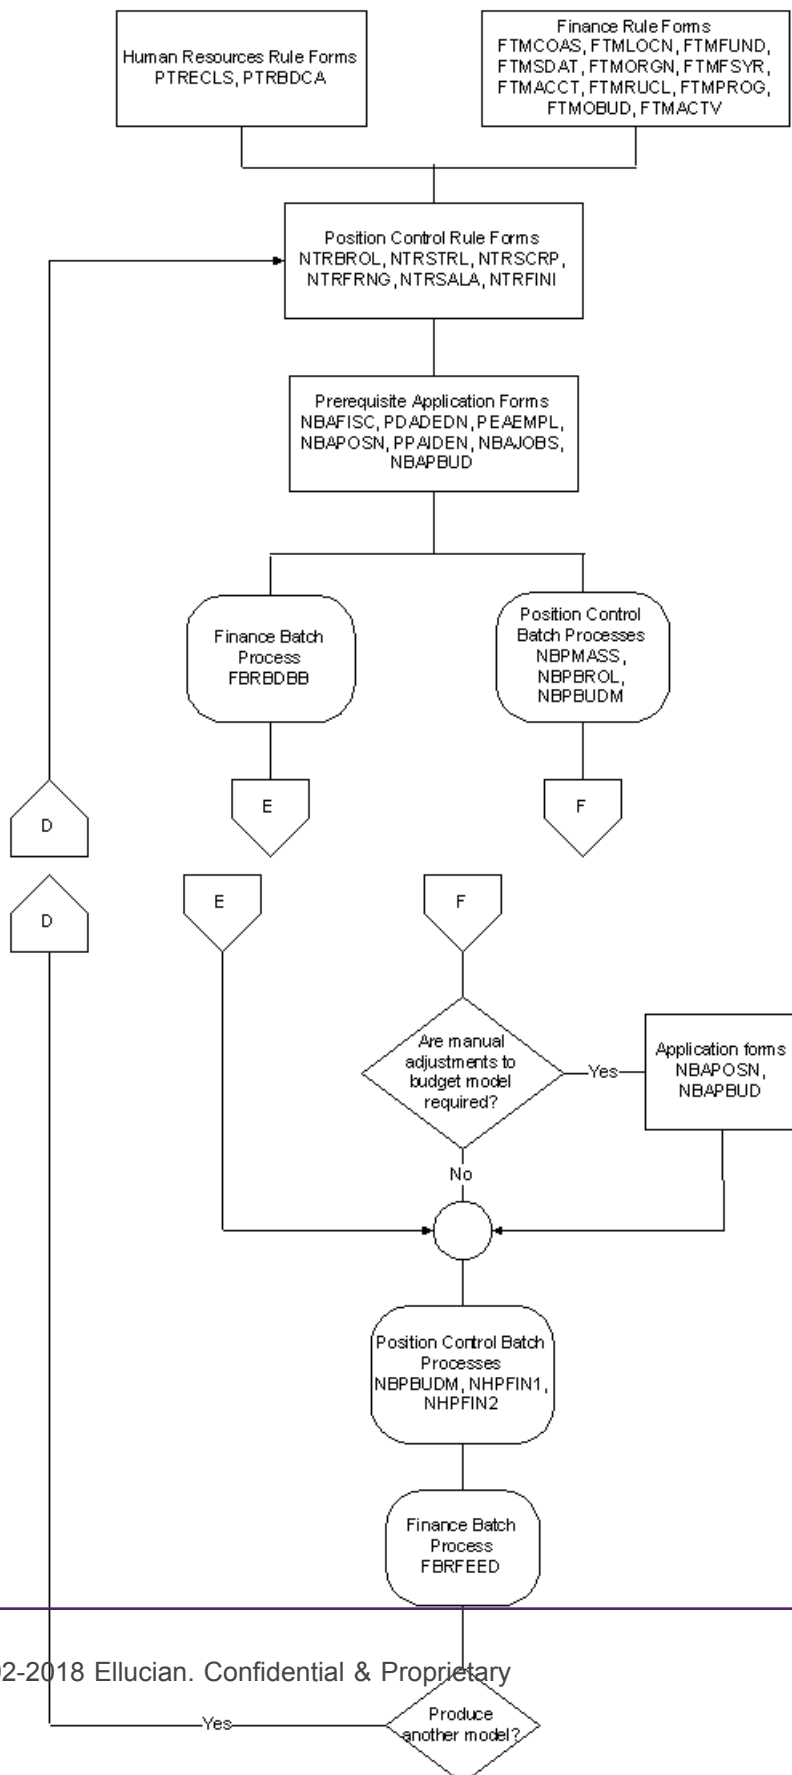 Human Resources Rule Forms
PTRECLS, PTRBDCA
Finance Rule Forms
FTMCOAS, FTMLOCN, FTMFUND,
FTMSDAT, FTMORGN, FTMFSYR,
FTMACCT, FTMRUCL, FTMPROG,
FTMOBUD, FTMACTV
Position Control Rule Forms
NTRBROL, NTRSTRL, NTRSCRP,
NTRFRNG, NTRSALA, NTRFINI
Prerequisite Application Forms
NBAFISC, PDADEDN, PEAEMPL,
NBAPOSN, PPAIDEN, NBAJOBS,
NBAPBUD
Finance Batch
Process
FBRBDBB
Position Control
Batch Processes
NBPMASS,
NBPBROL,
NBPBUDM
D
E
F
D
E
F
Are manual
adjustments to
budget model
required?
Yes
Application forms
NBAPOSN,
NBAPBUD
No
Position Control Batch
Processes
NBPBUDM, NHPFIN1,
NHPFIN2
Finance Batch
Process
FBRFEED
2-2018 Ellucian. Confidential & Proprietary
Yes
Produce
another model?